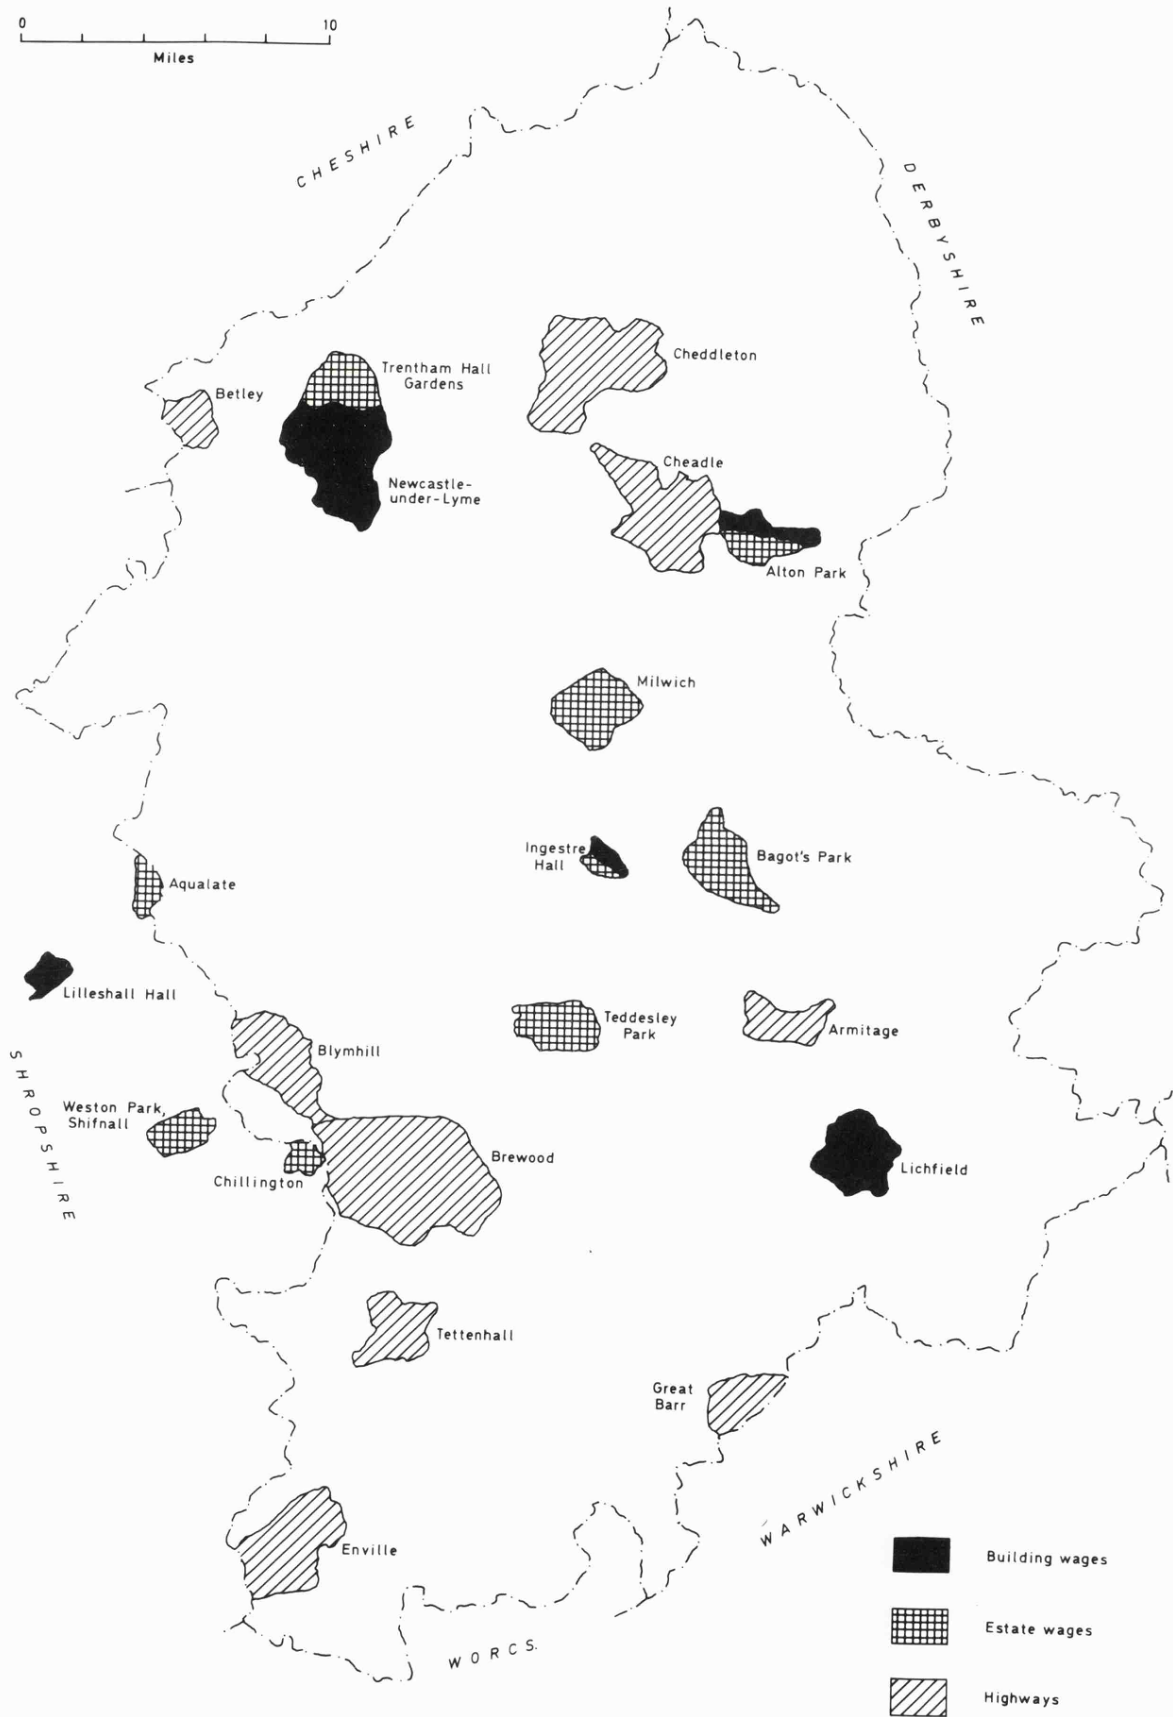 0 10
Miles
CHESHIRE
DERBYSHIRE
Cheddleton
Trentham Hall
Gardens
Betley
Cheadle
Newcastle-
under-Lyme
Alton Park
Milwich
Ingestre
Hall
Bagot's Park
Aqualate
Lilleshall Hall
Teddesley
Park
Armitage
Blymhill
SHROPSHIRE
Weston Park,
Shifnall
Brewood
Lichfield
Chillington
Tettenhall
Great
Barr
WARWICKSHIRE
Enville
Building wages
Estate wages
WORCS.
Highways